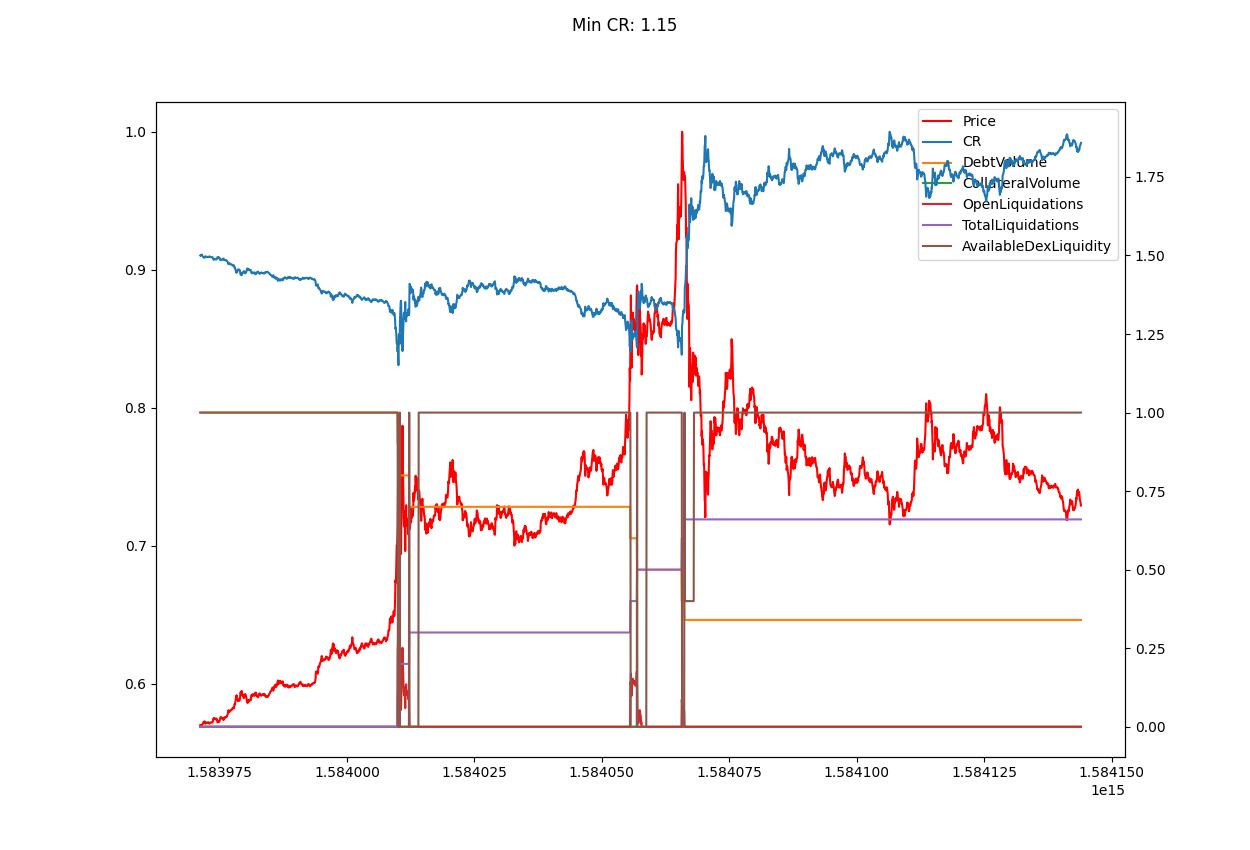 Min CR: 1.15
1.0
0.9
0.8
0.7
0.6
Price
CR
DebtVolume
CollateralVolume
OpenLiquidations
TotalLiquidations
AvailableDexLiquidity
1.75
1.50
1.25
1.00
0.75
0.50
0.25
0.00
1.583975 1.584000 1.584025 1.584050 1.584075 1.584100 1.584125 1.584150
1e15